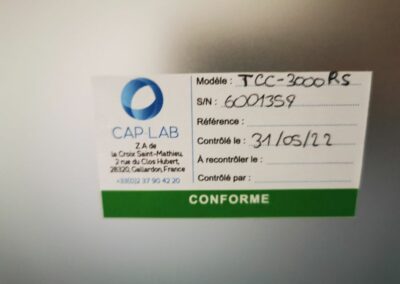 CAP LAB
Z.A de
la Croix Saint-Mathieu,
2 rue du Clos Hubert,
28320, Gallardon, France
+33(0)2 37 90 42 20
Modèle : TCC-3000RS
S/N : 6001359
Référence :
Contrôlé le : 31/05/22
À recontrôler le :
Contrôlé par :
CONFORME